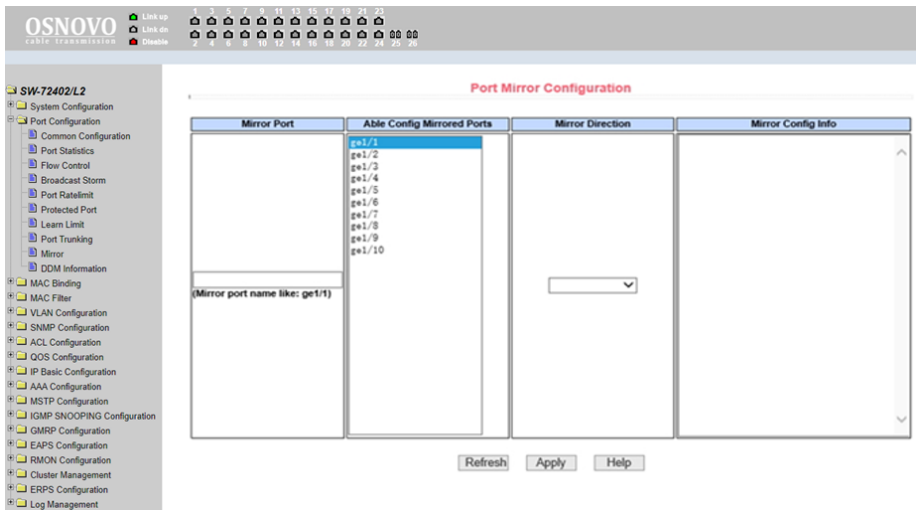 OSNOVO
cable transmission
Link up
Link dn
Disable
1 3 5 7 9 11 13 15 17 19 21 23
2 4 6 8 10 12 14 16 18 20 22 24 25 26
SW-72402/L2
System Configuration
Port Configuration
Common Configuration
Port Statistics
Flow Control
Broadcast Storm
Port Ratelimit
Protected Port
Learn Limit
Port Trunking
Mirror
DDM Information
MAC Binding
MAC Filter
VLAN Configuration
SNMP Configuration
ACL Configuration
QOS Configuration
IP Basic Configuration
AAA Configuration
MSTP Configuration
IGMP SNOOPING Configuration
GMRP Configuration
EAPS Configuration
RMON Configuration
Cluster Management
ERPS Configuration
Log Management
Port Mirror Configuration
Mirror Port
Able Config Mirrored Ports
Mirror Direction
Mirror Config Info
(Mirror port name like: ge1/1)
ge1/1
ge1/2
ge1/3
ge1/4
ge1/5
ge1/6
ge1/7
ge1/8
ge1/9
ge1/10
Refresh
Apply
Help